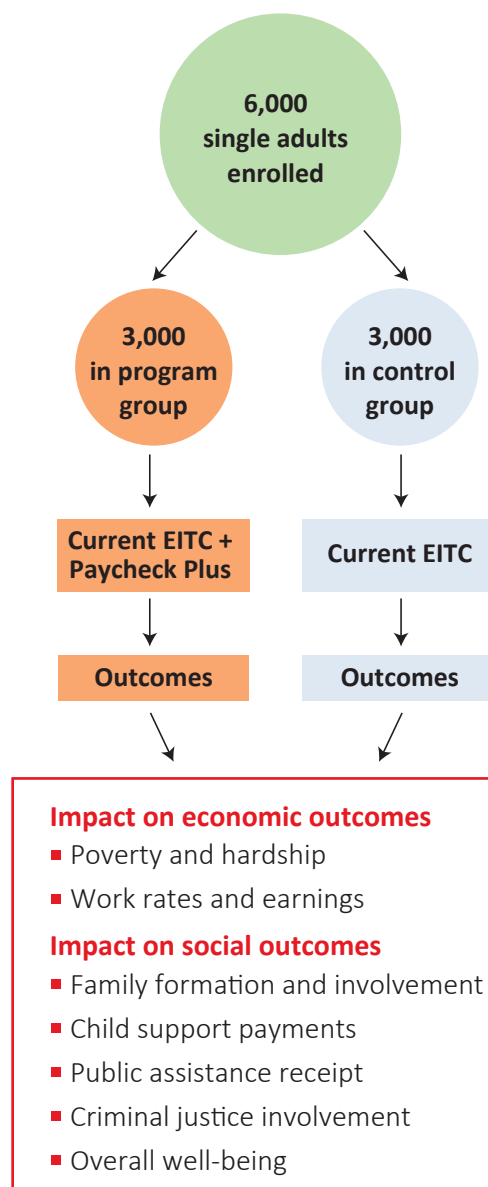 6,000
single adults
enrolled
3,000
in program
group
3,000
in control
group
Current EITC +
Paycheck Plus
Current EITC
Outcomes
Outcomes
Impact on economic outcomes
▪ Poverty and hardship
▪ Work rates and earnings
Impact on social outcomes
▪ Family formation and involvement
▪ Child support payments
▪ Public assistance receipt
▪ Criminal justice involvement
▪ Overall well-being